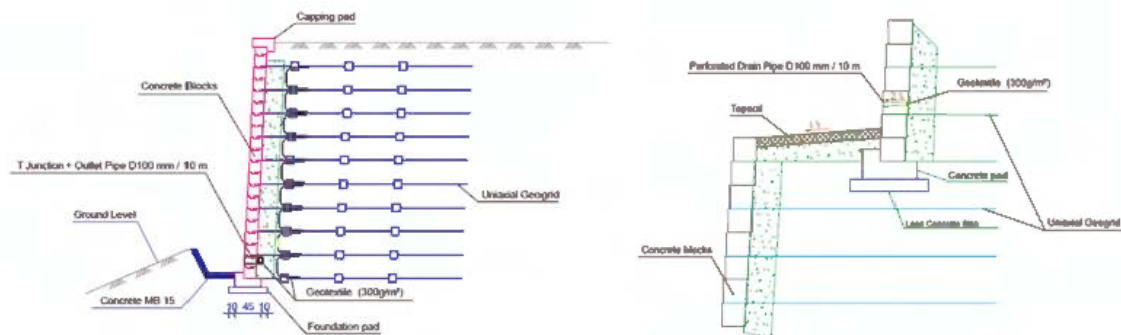 Capping pad
Concrete Blocks
T Junction + Outlet Pipe D100 mm / 10 m
Ground Level
Uniaxial Geogrid
Concrete MB 15
Geotextile (300g/m²)
10 45 10
Foundation pad
Perforated Drain Pipe D100 mm / 10 m
Geotextile (300g/m²)
Topsoil
Concrete pad
Uniaxial Geogrid
Concrete blocks